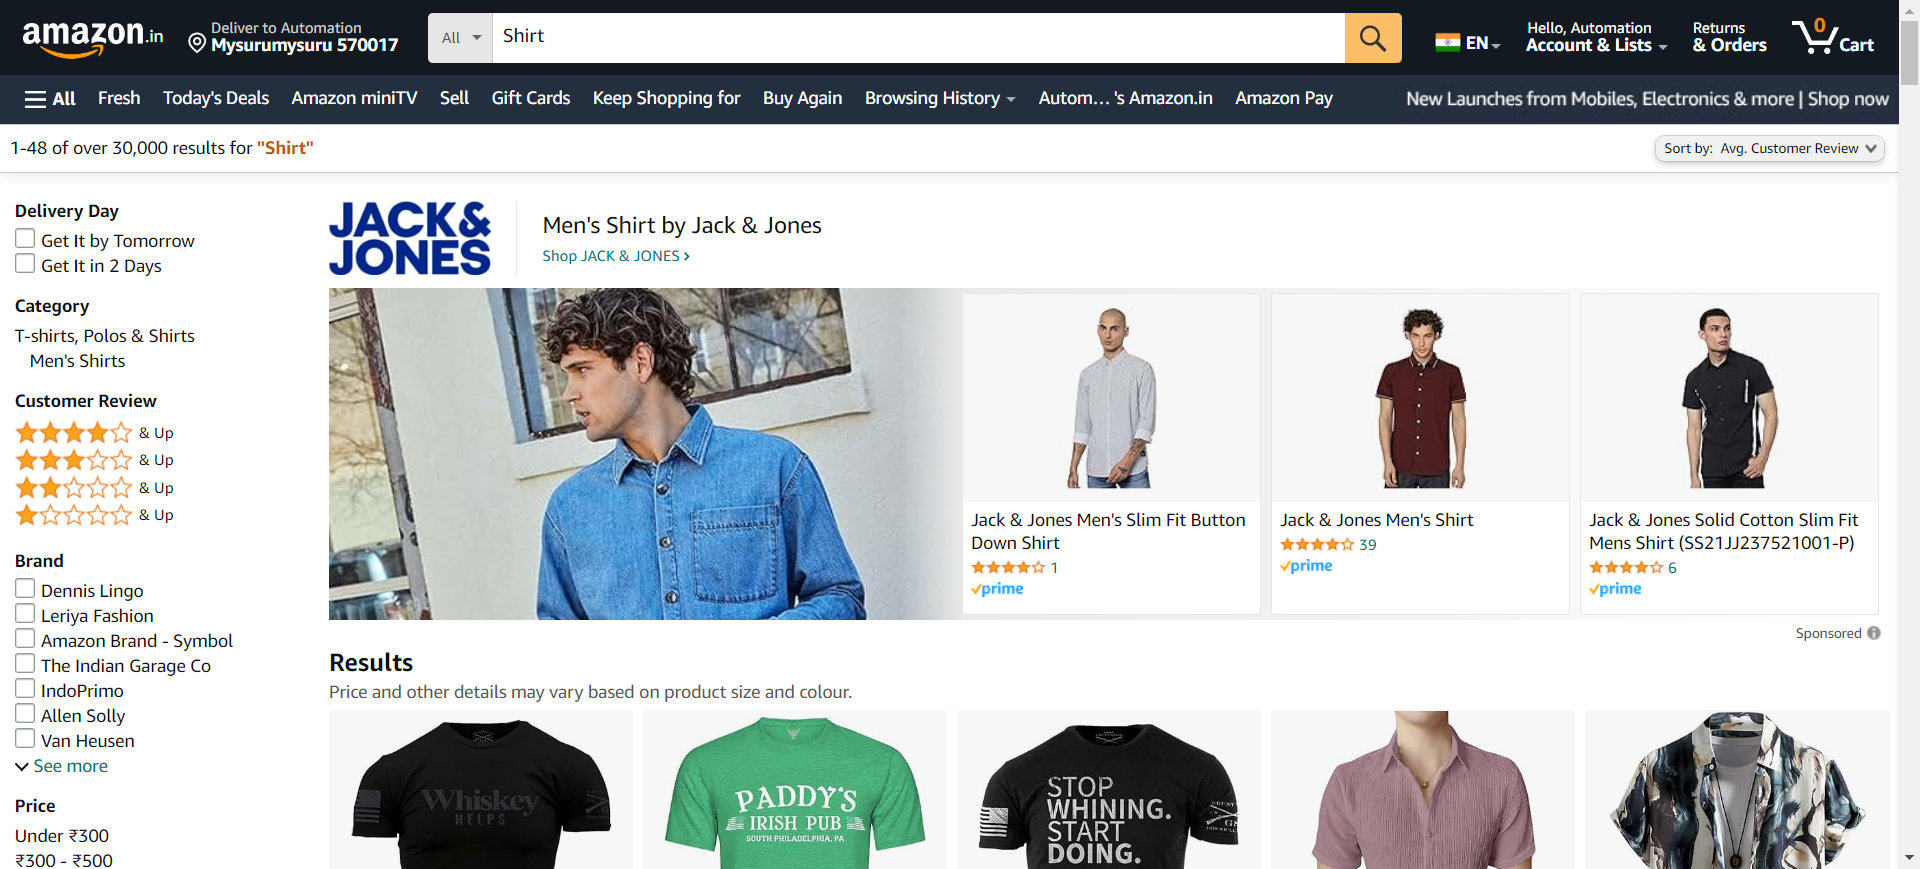 amazon.in
Deliver to Automation
Mysurumysuru 570017
All
Shirt
EN
Hello, Automation
Account & Lists
Returns
& Orders
0
Cart
All
Fresh
Today's Deals
Amazon miniTV
Sell
Gift Cards
Keep Shopping for
Buy Again
Browsing History
Autom... 's Amazon.in
Amazon Pay
New Launches from Mobiles, Electronics & more | Shop now
1-48 of over 30,000 results for "Shirt"
Sort by: Avg. Customer Review
Delivery Day
Get It by Tomorrow
Get It in 2 Days
Category
T-shirts, Polos & Shirts
Men's Shirts
Customer Review
& Up
& Up
& Up
& Up
Brand
Dennis Lingo
Leriya Fashion
Amazon Brand - Symbol
The Indian Garage Co
IndoPrimo
Allen Solly
Van Heusen
See more
Price
Under ₹300
₹300 - ₹500
JACK&
JONES
Men's Shirt by Jack & Jones
Shop JACK & JONES ›
Jack & Jones Men's Slim Fit Button
Down Shirt
1
prime
Jack & Jones Men's Shirt
39
prime
Jack & Jones Solid Cotton Slim Fit
Mens Shirt (SS21JJ237521001-P)
6
prime
Sponsored
Results
Price and other details may vary based on product size and colour.
Whiskey
HELPS
PADDY'S
IRISH PUB
SOUTH PHILADELPHIA, PA
STOP
WHINING.
START
DOING.